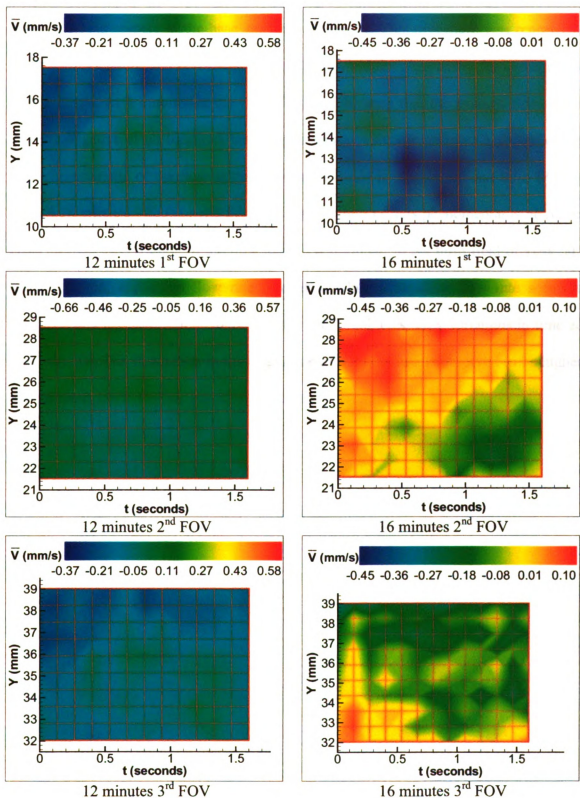 V̅ (mm/s)
-0.37 -0.21 -0.05 0.11 0.27 0.43 0.58
18
16
14
12
10
Y (mm)
0 0.5 1 1.5
t (seconds)
12 minutes 1st FOV
V̅ (mm/s)
-0.45 -0.36 -0.27 -0.18 -0.08 0.00 0.10
18
17
16
15
14
13
12
11
10
Y (mm)
0 0.5 1 1.5
t (seconds)
16 minutes 1st FOV
V̅ (mm/s)
-0.66 -0.46 -0.25 -0.05 0.16 0.36 0.57
29
28
27
26
25
24
23
22
21
Y (mm)
0 0.5 1 1.5
t (seconds)
12 minutes 2nd FOV
V̅ (mm/s)
-0.45 -0.36 -0.27 -0.18 -0.08 0.00 0.10
29
28
27
26
25
24
23
22
21
Y (mm)
0 0.5 1 1.5
t (seconds)
16 minutes 2nd FOV
V̅ (mm/s)
-0.37 -0.21 -0.05 0.11 0.27 0.43 0.58
39
38
37
36
35
34
33
32
Y (mm)
0 0.5 1 1.5
t (seconds)
12 minutes 3rd FOV
V̅ (mm/s)
-0.45 -0.36 -0.27 -0.18 -0.08 0.00 0.10
39
38
37
36
35
34
33
32
Y (mm)
0 0.5 1 1.5
t (seconds)
16 minutes 3rd FOV